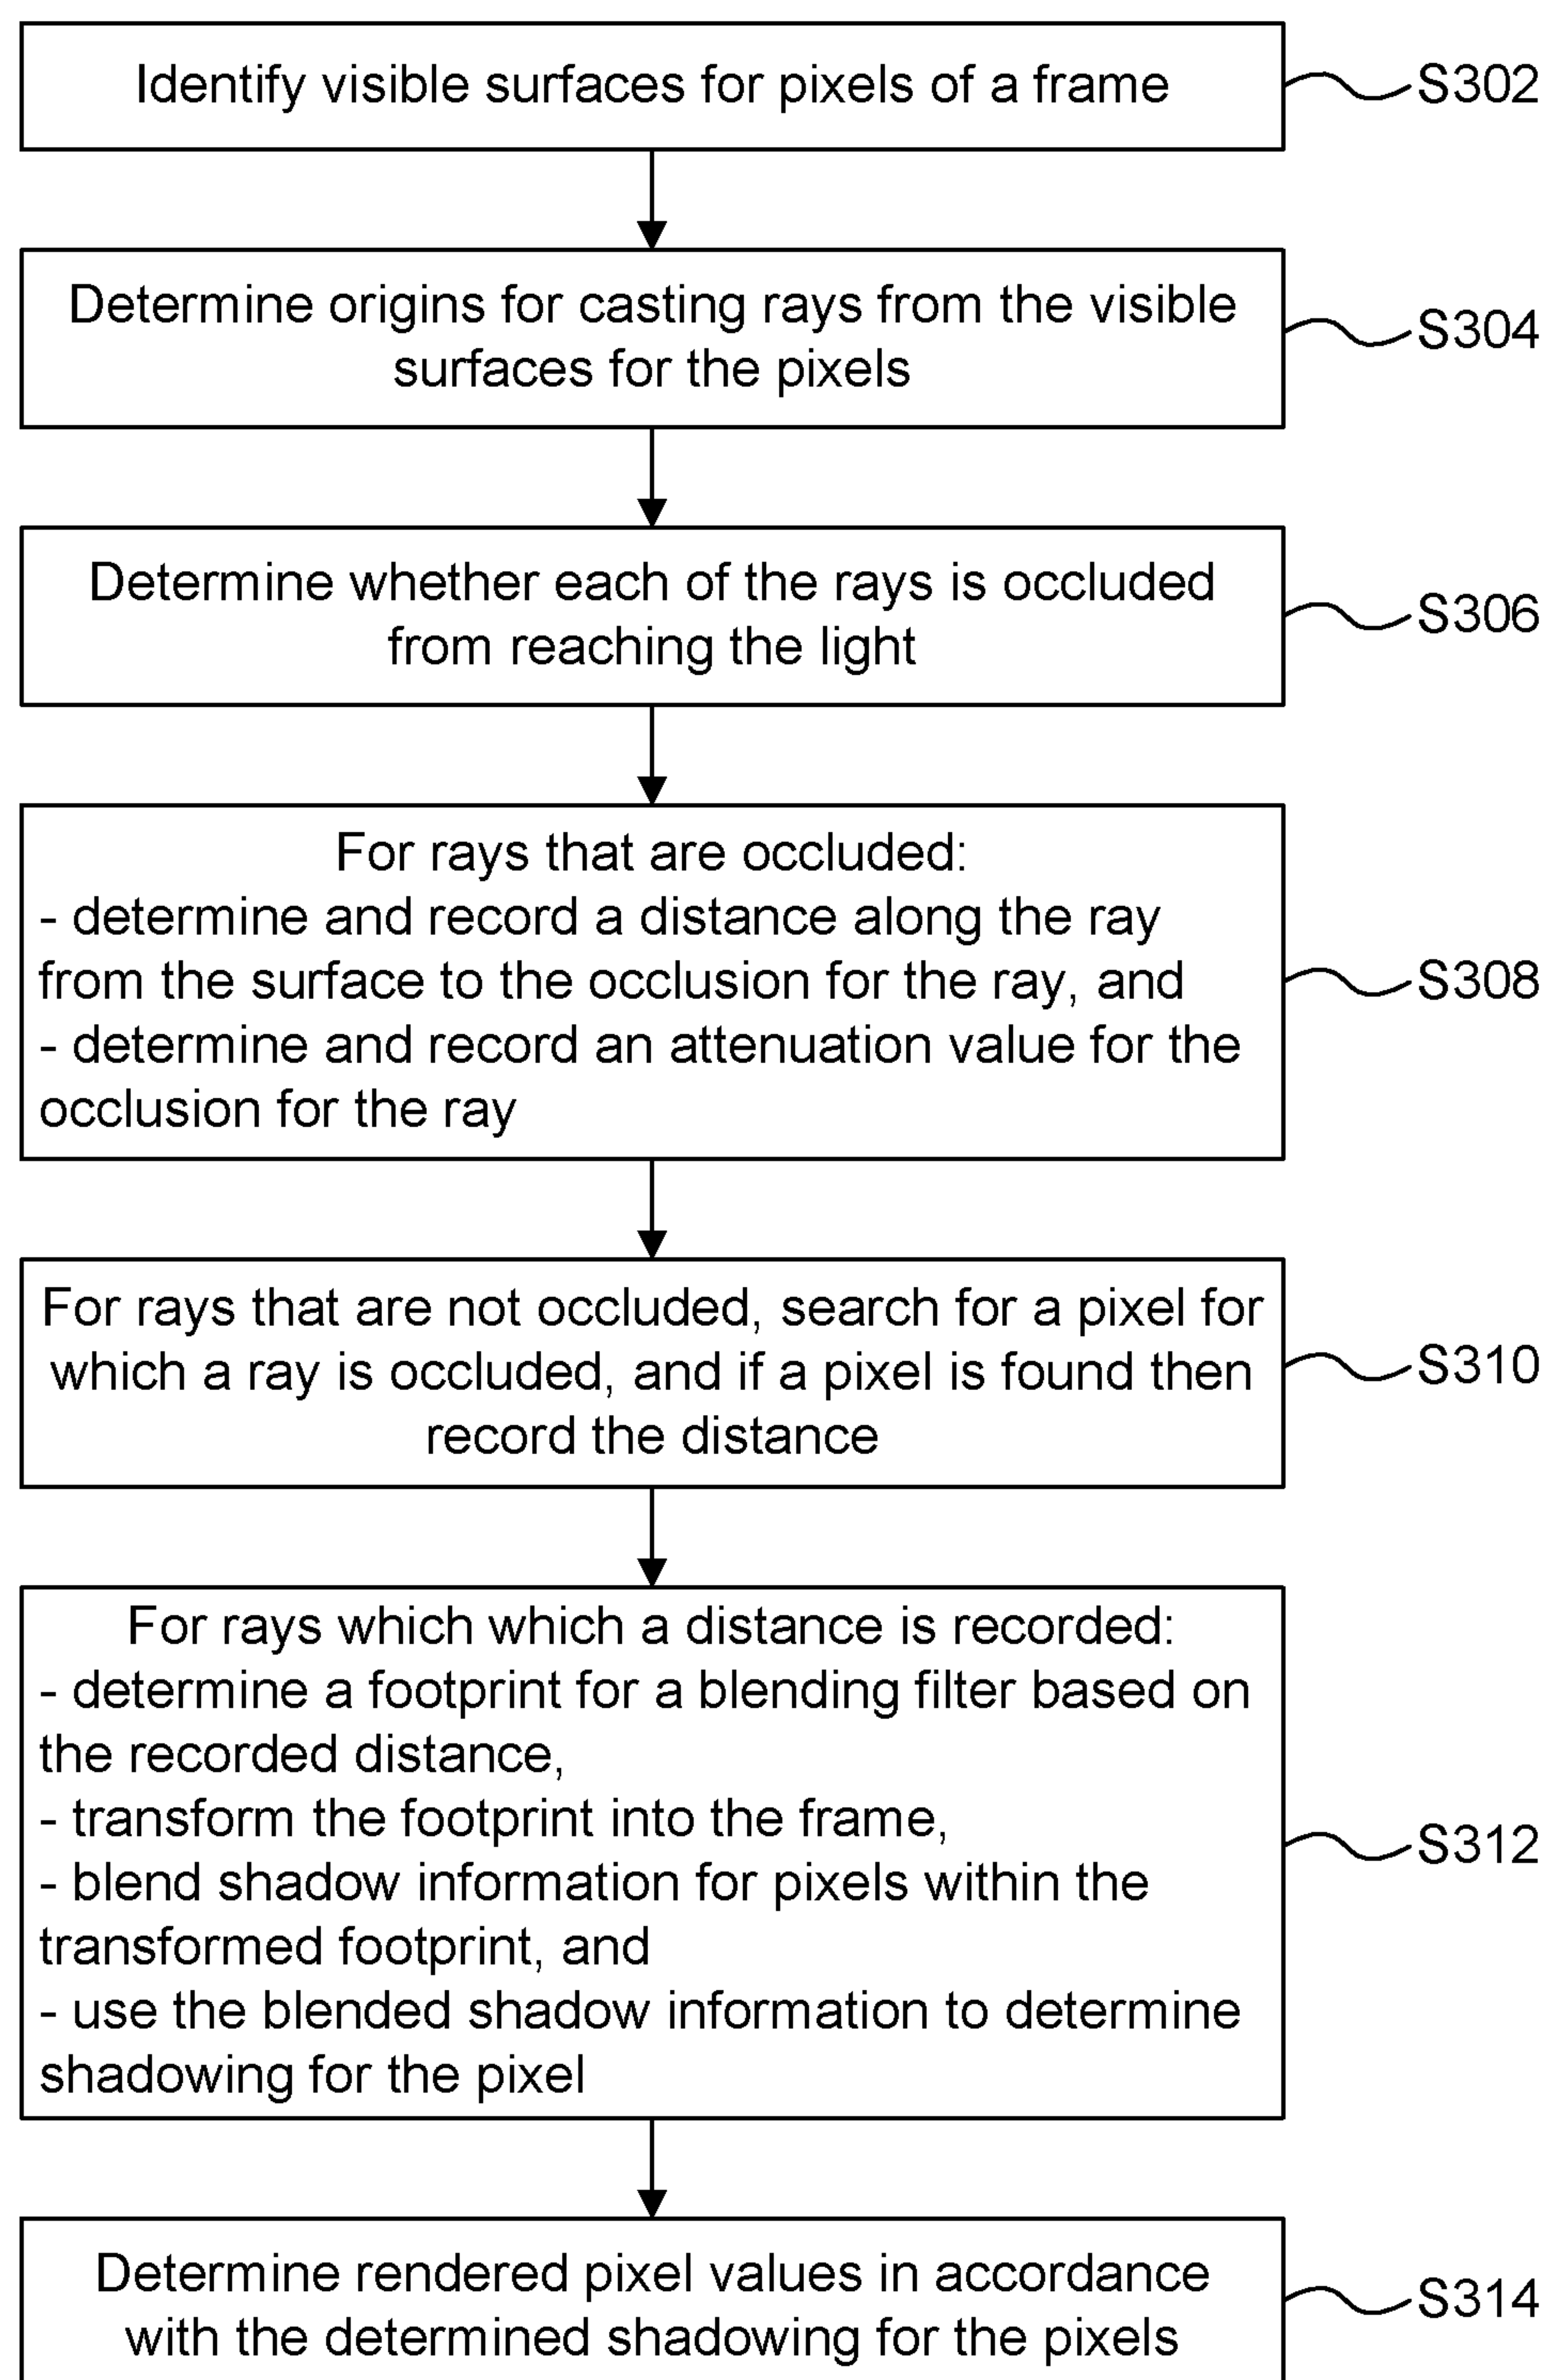 Identify visible surfaces for pixels of a frame
S302
Determine origins for casting rays from the visible
surfaces for the pixels
S304
Determine whether each of the rays is occluded
from reaching the light
S306
For rays that are occluded:
- determine and record a distance along the ray
from the surface to the occlusion for the ray, and
- determine and record an attenuation value for the
occlusion for the ray
S308
For rays that are not occluded, search for a pixel for
which a ray is occluded, and if a pixel is found then
record the distance
S310
For rays which which a distance is recorded:
- determine a footprint for a blending filter based on
the recorded distance,
- transform the footprint into the frame,
- blend shadow information for pixels within the
transformed footprint, and
- use the blended shadow information to determine
shadowing for the pixel
S312
Determine rendered pixel values in accordance
with the determined shadowing for the pixels
S314